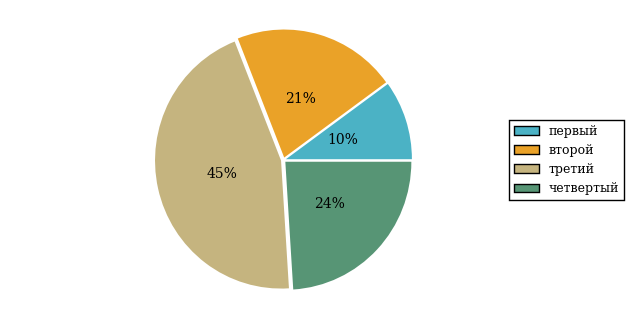 21%
10%
45%
24%
первый
второй
третий
четвертый